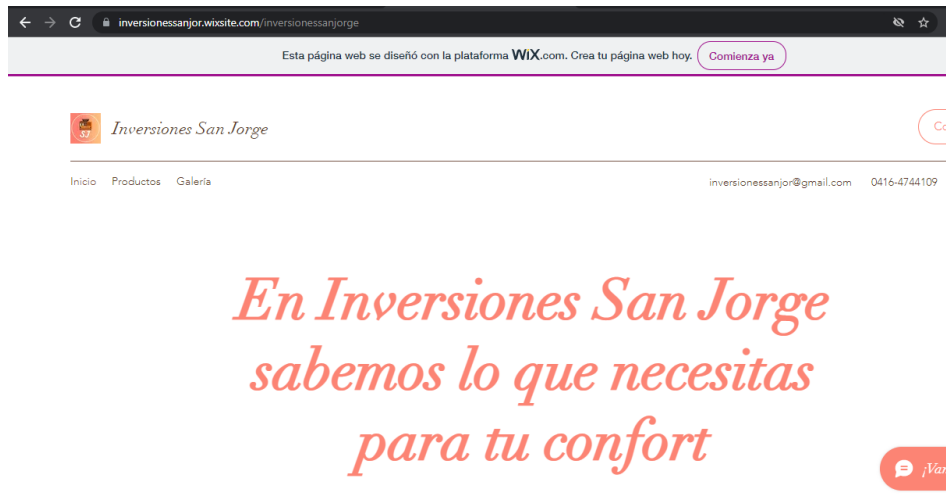 inversionessanjor.wixsite.com/inversionessanjorge
Esta página web se diseñó con la plataforma WiX.com. Crea tu página web hoy. Comienza ya
Inversiones San Jorge
Inicio Productos Galería inversionessanjor@gmail.com 0416-4744109
En Inversiones San Jorge
sabemos lo que necesitas
para tu confort